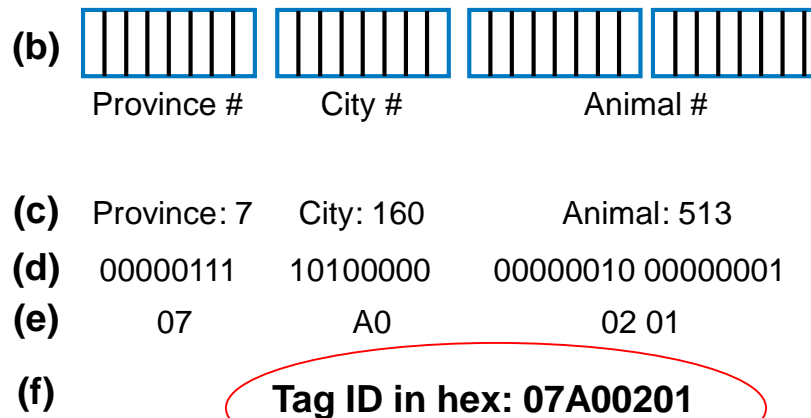 (b)
Province # City # Animal #
(c) Province: 7 City: 160 Animal: 513
(d) 00000111 10100000 00000010 00000001
(e) 07 A0 02 01
(f) Tag ID in hex: 07A00201